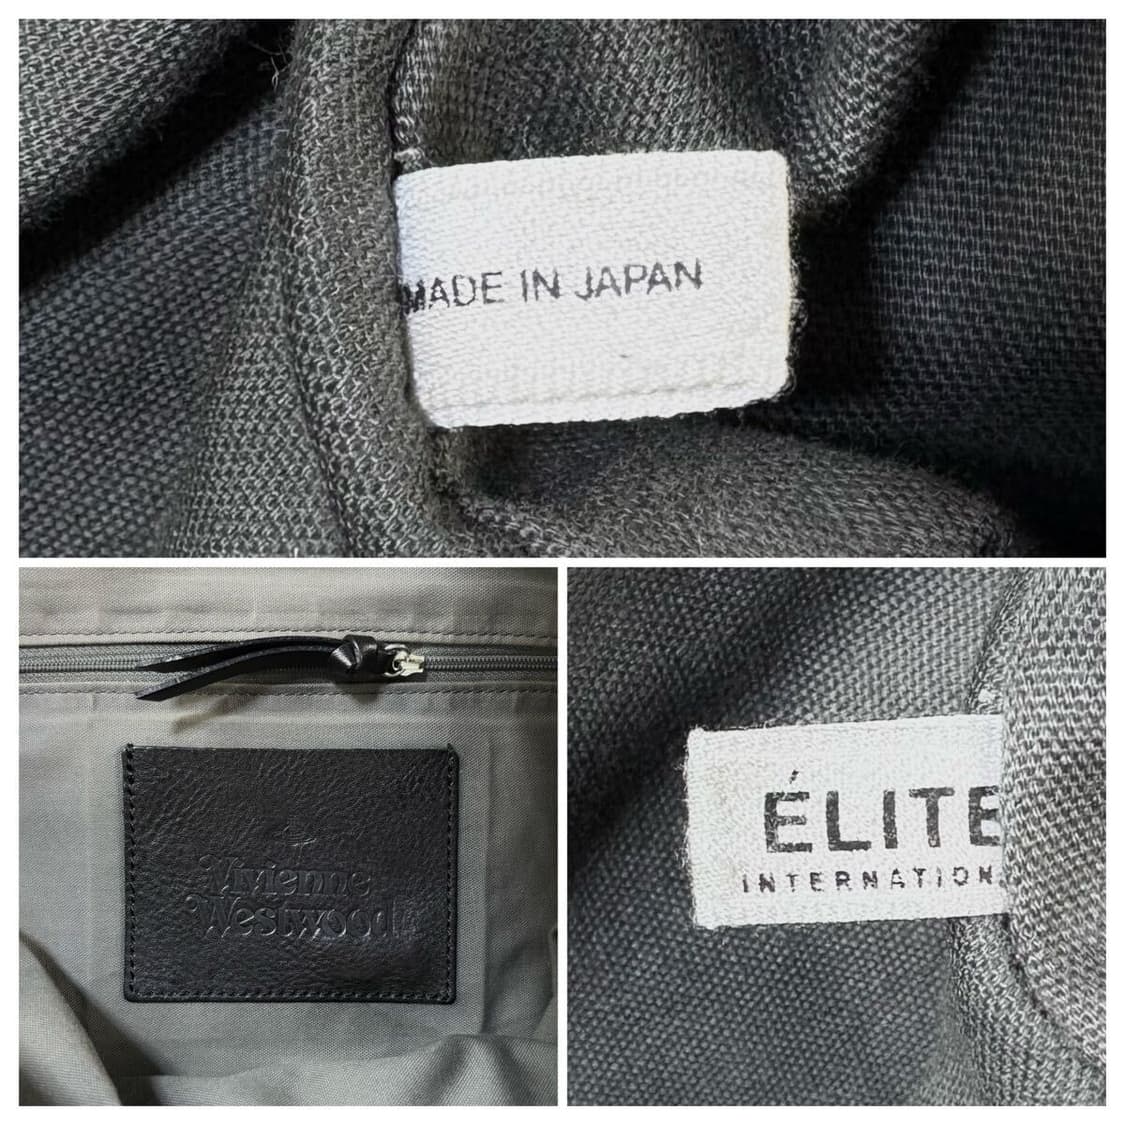 MADE IN JAPAN
Vivienne
Westwood
ÉLITE
INTERNATION